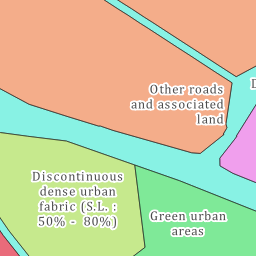 Other roads
and associated
land
D
Discontinuous
dense urban
fabric (S.L. :
50% - 80%)
Green urban
areas